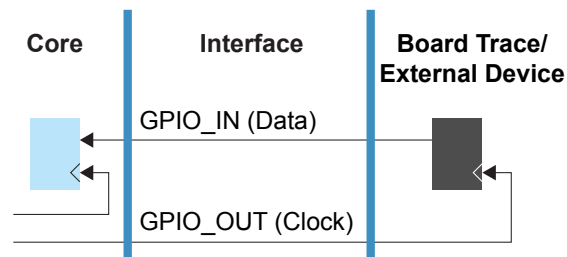 Core
Interface
Board Trace/
External Device
GPIO_IN (Data)
GPIO_OUT (Clock)